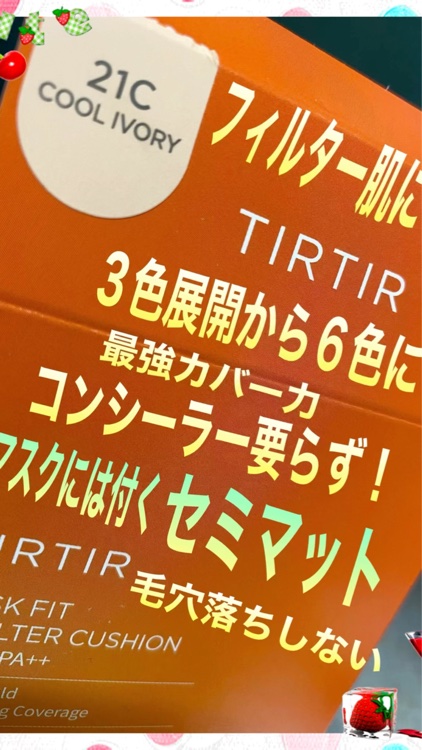 21C
COOL IVORY
フィルター肌に
TIRTIR
3色展開から6色に
最強カバー力
コンシーラー要らず!
マスクには付く セミマット
IRTIR
SK FIT
LTER CUSHION
PA++
毛穴落ちしない
ld
g Coverage